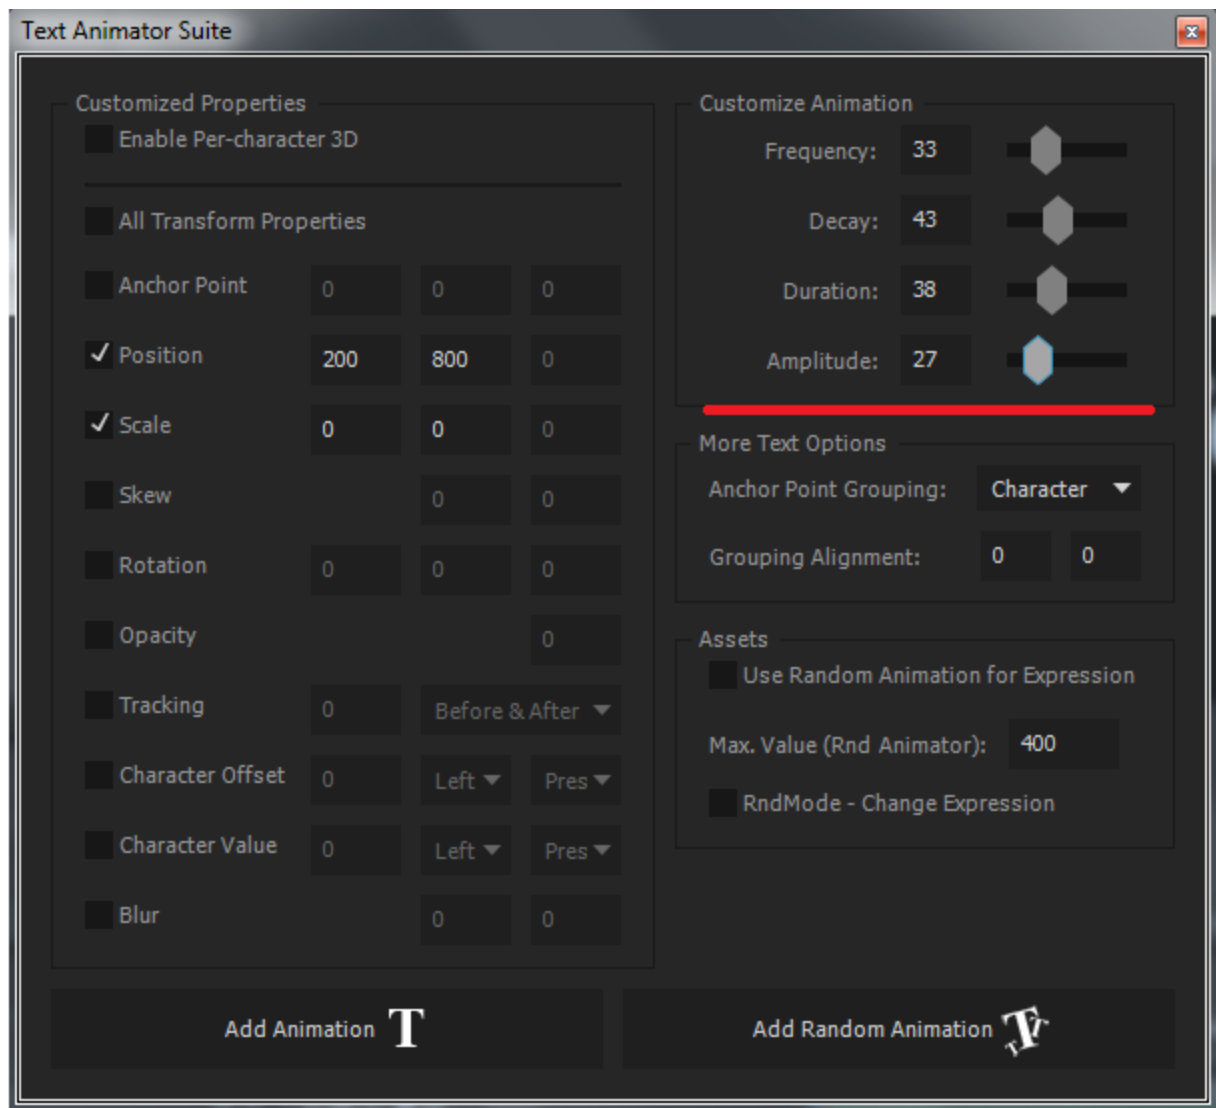 Text Animator Suite
Customized Properties
Enable Per-character 3D
All Transform Properties
Anchor Point 0 0 0
Position 200 800 0
Scale 0 0 0
Skew 0 0
Rotation 0 0 0
Opacity 0
Tracking 0 Before & After
Character Offset 0 Left Pres
Character Value 0 Left Pres
Blur 0 0
Customize Animation
Frequency: 33
Decay: 43
Duration: 38
Amplitude: 27
More Text Options
Anchor Point Grouping: Character
Grouping Alignment: 0 0
Assets
Use Random Animation for Expression
Max. Value (Rnd Animator): 400
RndMode - Change Expression
Add Animation T
Add Random Animation TTT